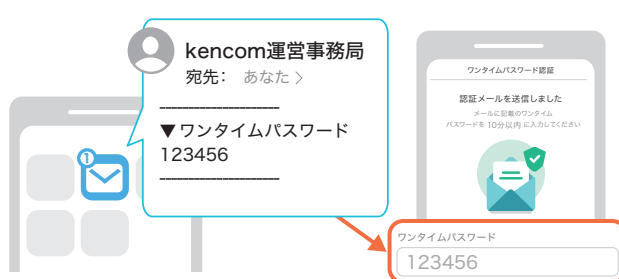 kencom運営事務局
宛先： あなた >
▼ワンタイムパスワード
123456
1
ワンタイムパスワード認証
認証メールを送信しました
メールに記載のワンタイム
パスワードを 10分以内 に入力してください
ワンタイムパスワード
123456